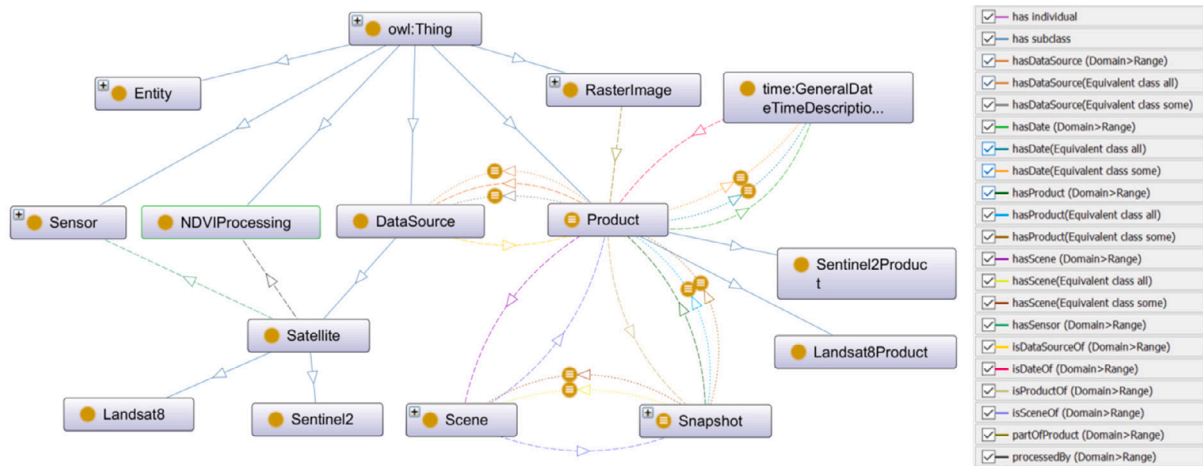 owl:Thing
Entity
RasterImage
time:GeneralDat
eTimeDescriptio...
Sensor
NDVIProcessing
DataSource
Product
Sentinel2Produc
t
Satellite
Landsat8Product
Landsat8
Sentinel2
Scene
Snapshot
has individual
has subclass
hasDataSource (Domain>Range)
hasDataSource(Equivalent class all)
hasDataSource(Equivalent class some)
hasDate (Domain>Range)
hasDate(Equivalent class all)
hasDate(Equivalent class some)
hasProduct (Domain>Range)
hasProduct(Equivalent class all)
hasProduct(Equivalent class some)
hasScene (Domain>Range)
hasScene(Equivalent class all)
hasScene(Equivalent class some)
hasSensor (Domain>Range)
isDataSourceOf (Domain>Range)
isDateOf (Domain>Range)
isProductOf (Domain>Range)
isSceneOf (Domain>Range)
partOfProduct (Domain>Range)
processedBy (Domain>Range)